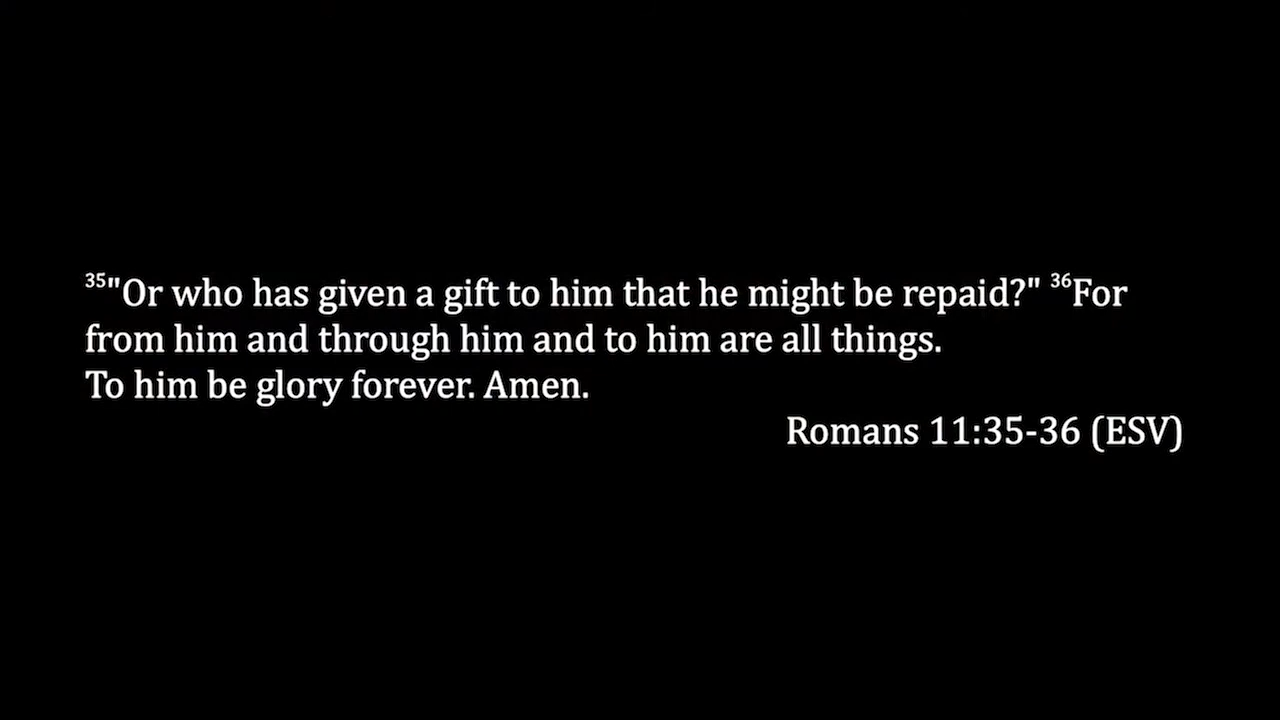 35"Or who has given a gift to him that he might be repaid?" 36For
from him and through him and to him are all things.
To him be glory forever. Amen.
Romans 11:35-36 (ESV)